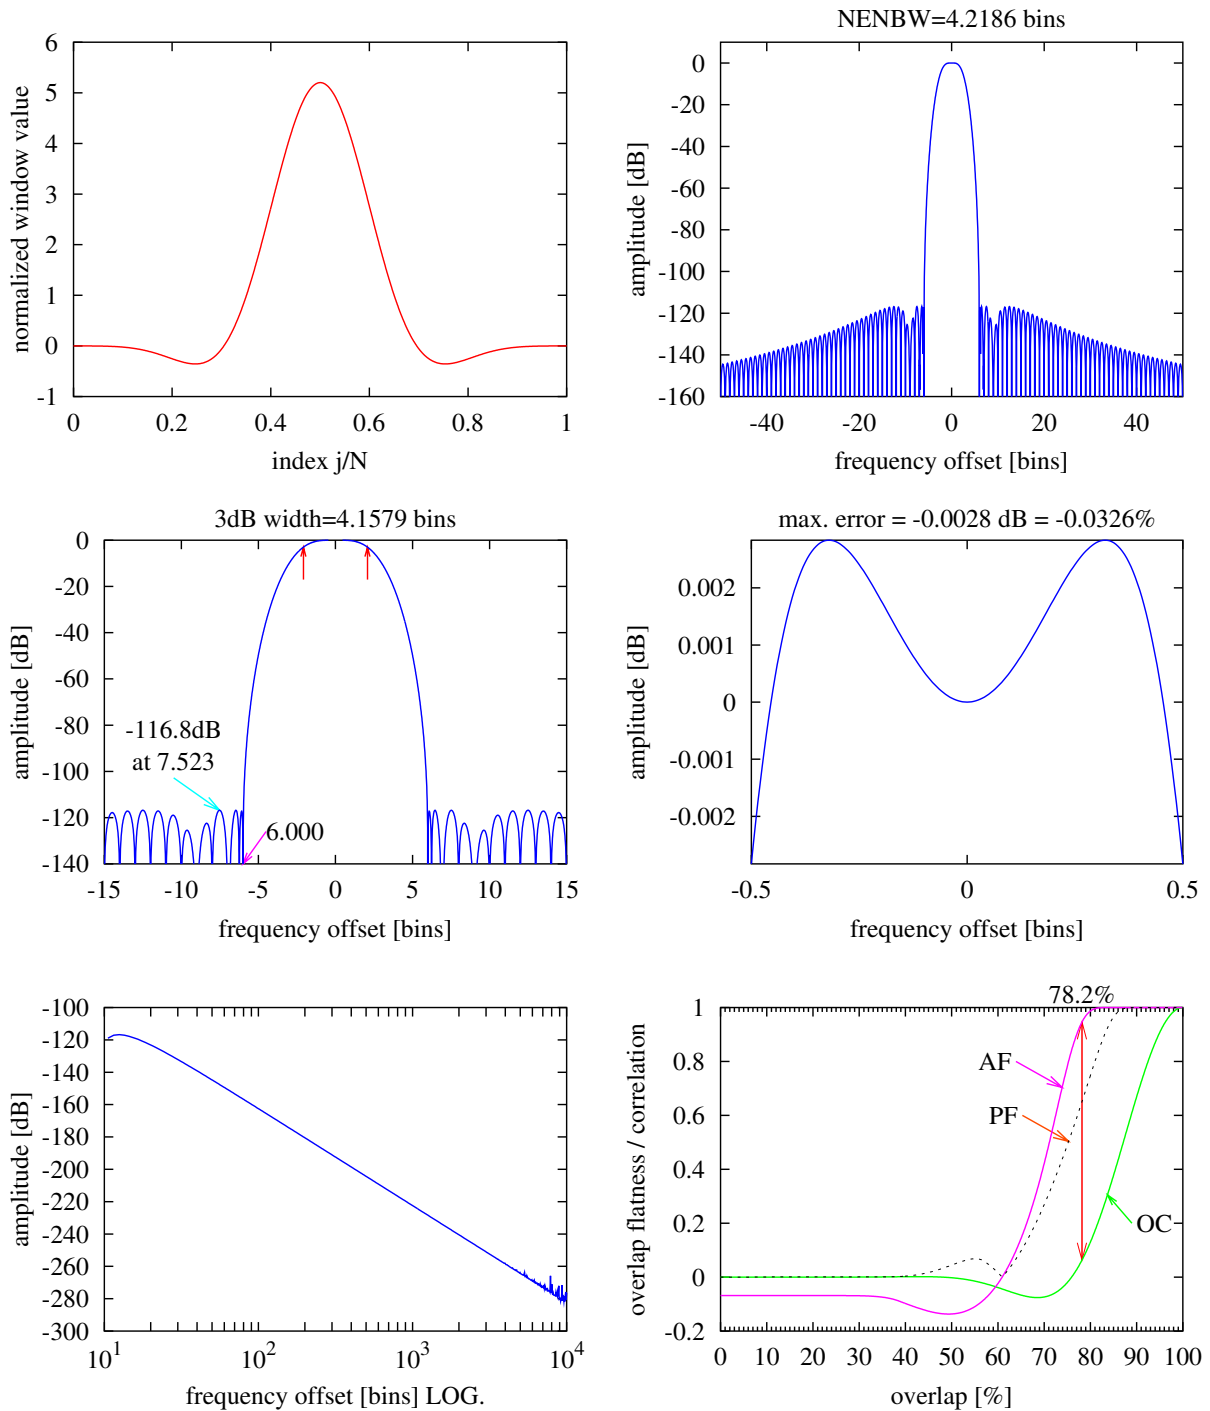 normalized window value
6
5
4
3
2
1
0
-1
0 0.2 0.4 0.6 0.8 1
index j/N
NENBW=4.2186 bins
amplitude [dB]
0
-20
-40
-60
-80
-100
-120
-140
-160
-40 -20 0 20 40
frequency offset [bins]
3dB width=4.1579 bins
amplitude [dB]
0
-20
-40
-60
-80
-100
-120
-140
-116.8dB
at 7.523
6.000
-15 -10 -5 0 5 10 15
frequency offset [bins]
max. error = -0.0028 dB = -0.0326%
amplitude [dB]
0.002
0.001
0
-0.001
-0.002
-0.5 0 0.5
frequency offset [bins]
amplitude [dB]
-100
-120
-140
-160
-180
-200
-220
-240
-260
-280
-300
10¹ 10² 10³ 10⁴
frequency offset [bins] LOG.
78.2%
overlap flatness / correlation
1
0.8
0.6
0.4
0.2
0
-0.2
AF
PF
OC
0 10 20 30 40 50 60 70 80 90 100
overlap [%]